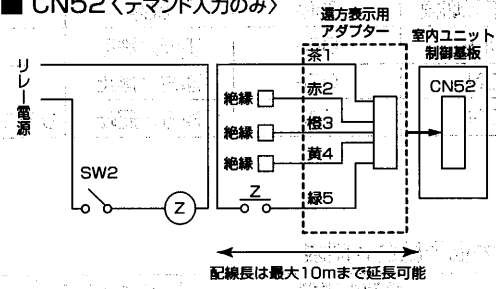 ■ CN52〈デマンド入力のみ〉
遠方表示用
アダプター
室内ユニット
制御基板
CN52
リレー電源
茶1
絶縁 赤2
絶縁 橙3
絶縁 黄4
SW2
Z
Z
緑5
配線長は最大10mまで延長可能